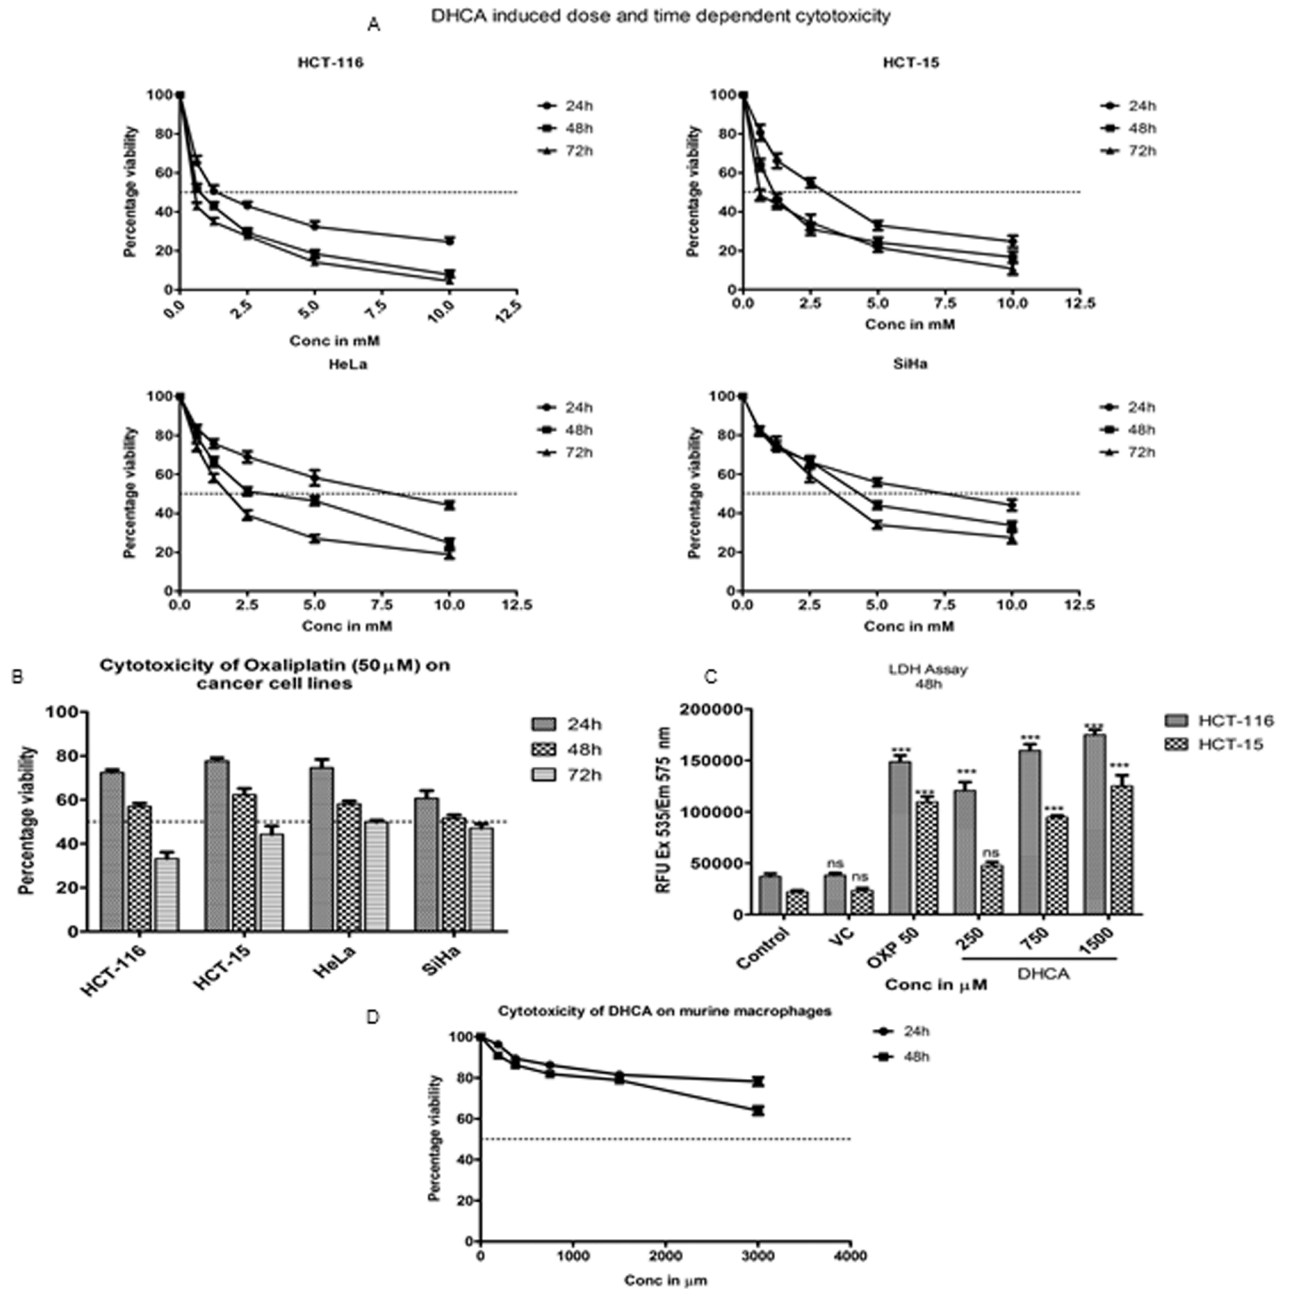 A
DHCA induced dose and time dependent cytotoxicity
HCT-116
100
80
60
40
20
0
Percentage viability
0.0 2.5 5.0 7.5 10.0 12.5
Conc in mM
24h
48h
72h
HCT-15
100
80
60
40
20
0
Percentage viability
0.0 2.5 5.0 7.5 10.0 12.5
Conc in mM
24h
48h
72h
HeLa
100
80
60
40
20
0
Percentage viability
0.0 2.5 5.0 7.5 10.0 12.5
Conc in mM
24h
48h
72h
SiHa
100
80
60
40
20
0
Percentage viability
0.0 2.5 5.0 7.5 10.0 12.5
Conc in mM
24h
48h
72h
B
Cytotoxicity of Oxaliplatin (50μM) on
cancer cell lines
100
80
60
40
20
0
Percentage viability
HCT-116 HCT-15 HeLa SiHa
24h
48h
72h
C
LDH Assay
48h
200000
150000
100000
50000
0
RFU Ex 535/Em 575 nm
ns ns *** *** *** ns *** *** *** ***
Control VC OXP 50 250 750 1500
DHCA
Conc in μM
HCT-116
HCT-15
D
Cytotoxicity of DHCA on murine macrophages
100
80
60
40
20
0
Percentage viability
0 1000 2000 3000 4000
Conc in μm
24h
48h